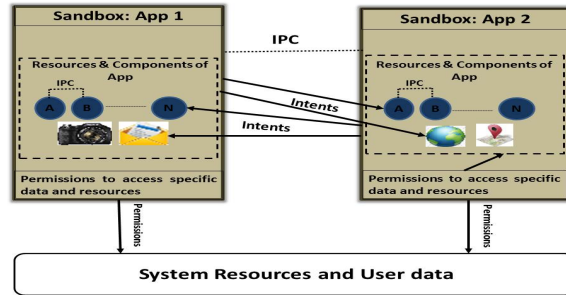 Sandbox: App 1
Resources & Components of
App
IPC
A
B
N
Permissions to access specific
data and resources
IPC
Intents
Intents
Sandbox: App 2
Resources & Components of
App
IPC
A
B
N
Permissions to access specific
data and resources
Permissions
Permissions
System Resources and User data